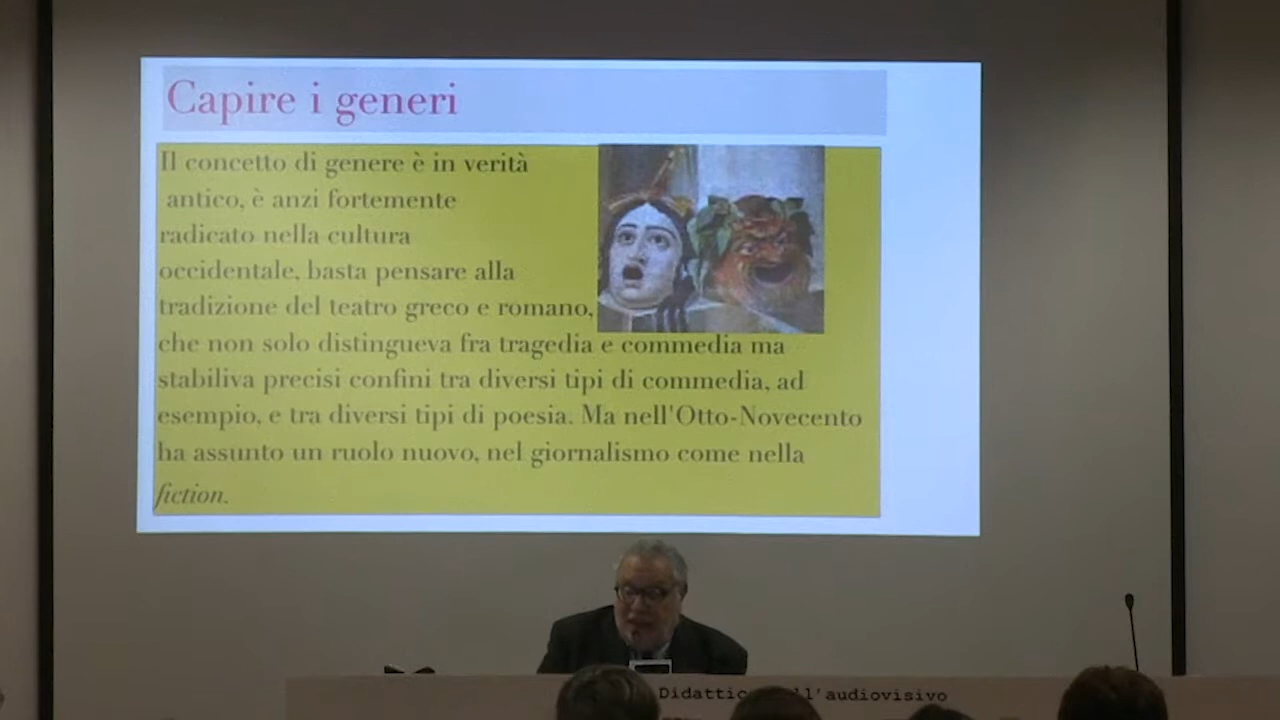 Capire i generi
Il concetto di genere è in verità
antico, è anzi fortemente
radicato nella cultura
occidentale, basta pensare alla
tradizione del teatro greco e romano,
che non solo distingueva fra tragedia e commedia ma
stabiliva precisi confini tra diversi tipi di commedia, ad
esempio, e tra diversi tipi di poesia. Ma nell'Otto-Novecento
ha assunto un ruolo nuovo, nel giornalismo come nella
fiction.
l'audiovisivo